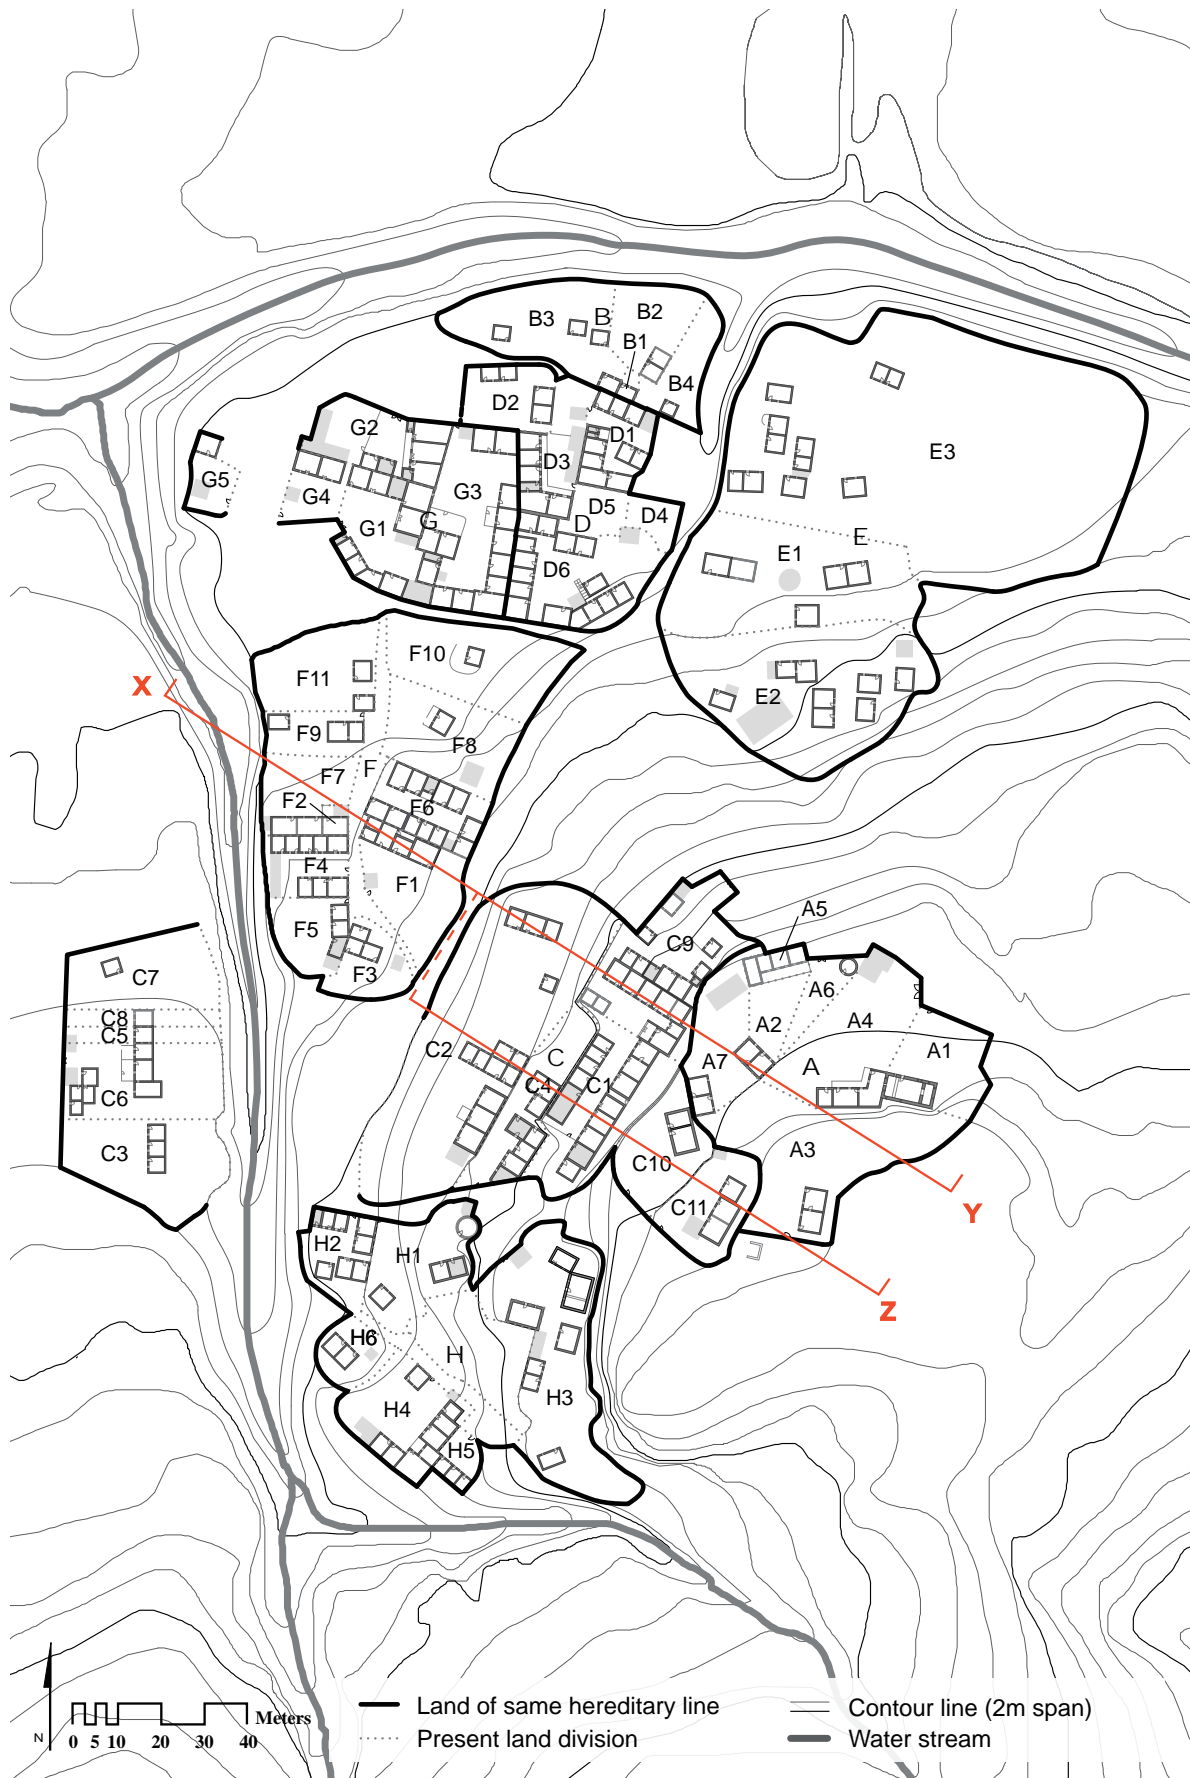 B3
B
B2
B1
B4
D2
D1
D3
D5
D
D4
D6
G2
G5
G4
G3
G1
G
E3
E1
E
E2
F10
F11
F9
F8
F7
F
F2
F6
F4
F1
F5
F3
X
C7
C8
C5
C6
C3
C9
A5
A6
A2
A4
A1
A7
A
A3
C2
C
C4
C1
C10
C11
Y
Z
H2
H1
H6
H
H4
H3
H5
N
0 5 10 20 30 40
Meters
Land of same hereditary line
Present land division
Contour line (2m span)
Water stream